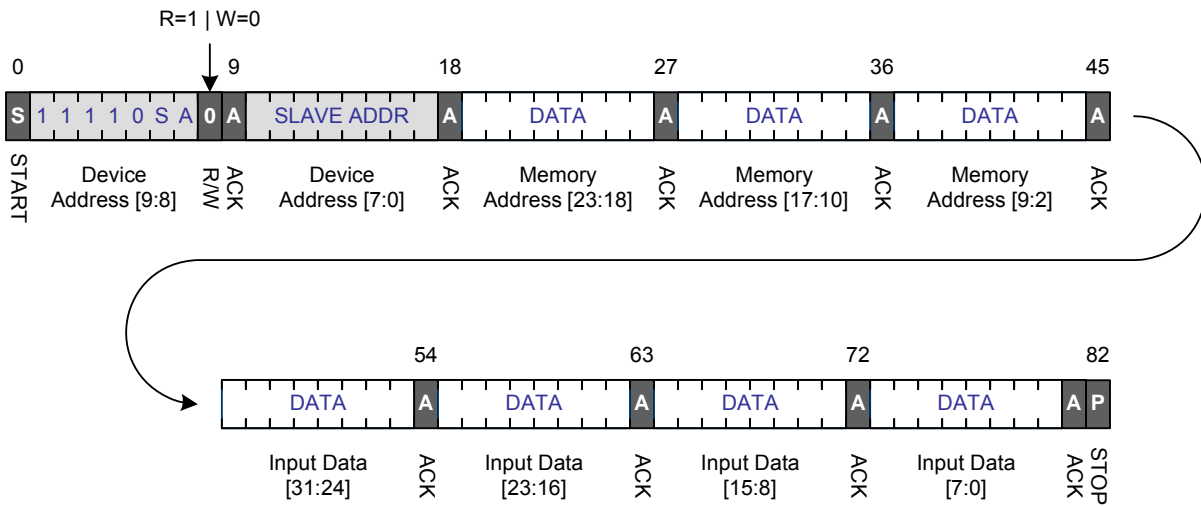 R=1 | W=0
0 9 18 27 36 45
S 1 1 1 1 0 S A 0 A SLAVE ADDR A DATA A DATA A DATA A
START Device Address [9:8] R/W ACK Device Address [7:0] ACK Memory Address [23:18] ACK Memory Address [17:10] ACK Memory Address [9:2] ACK
54 63 72 82
DATA A DATA A DATA A DATA A P
Input Data [31:24] ACK Input Data [23:16] ACK Input Data [15:8] ACK Input Data [7:0] ACK STOP